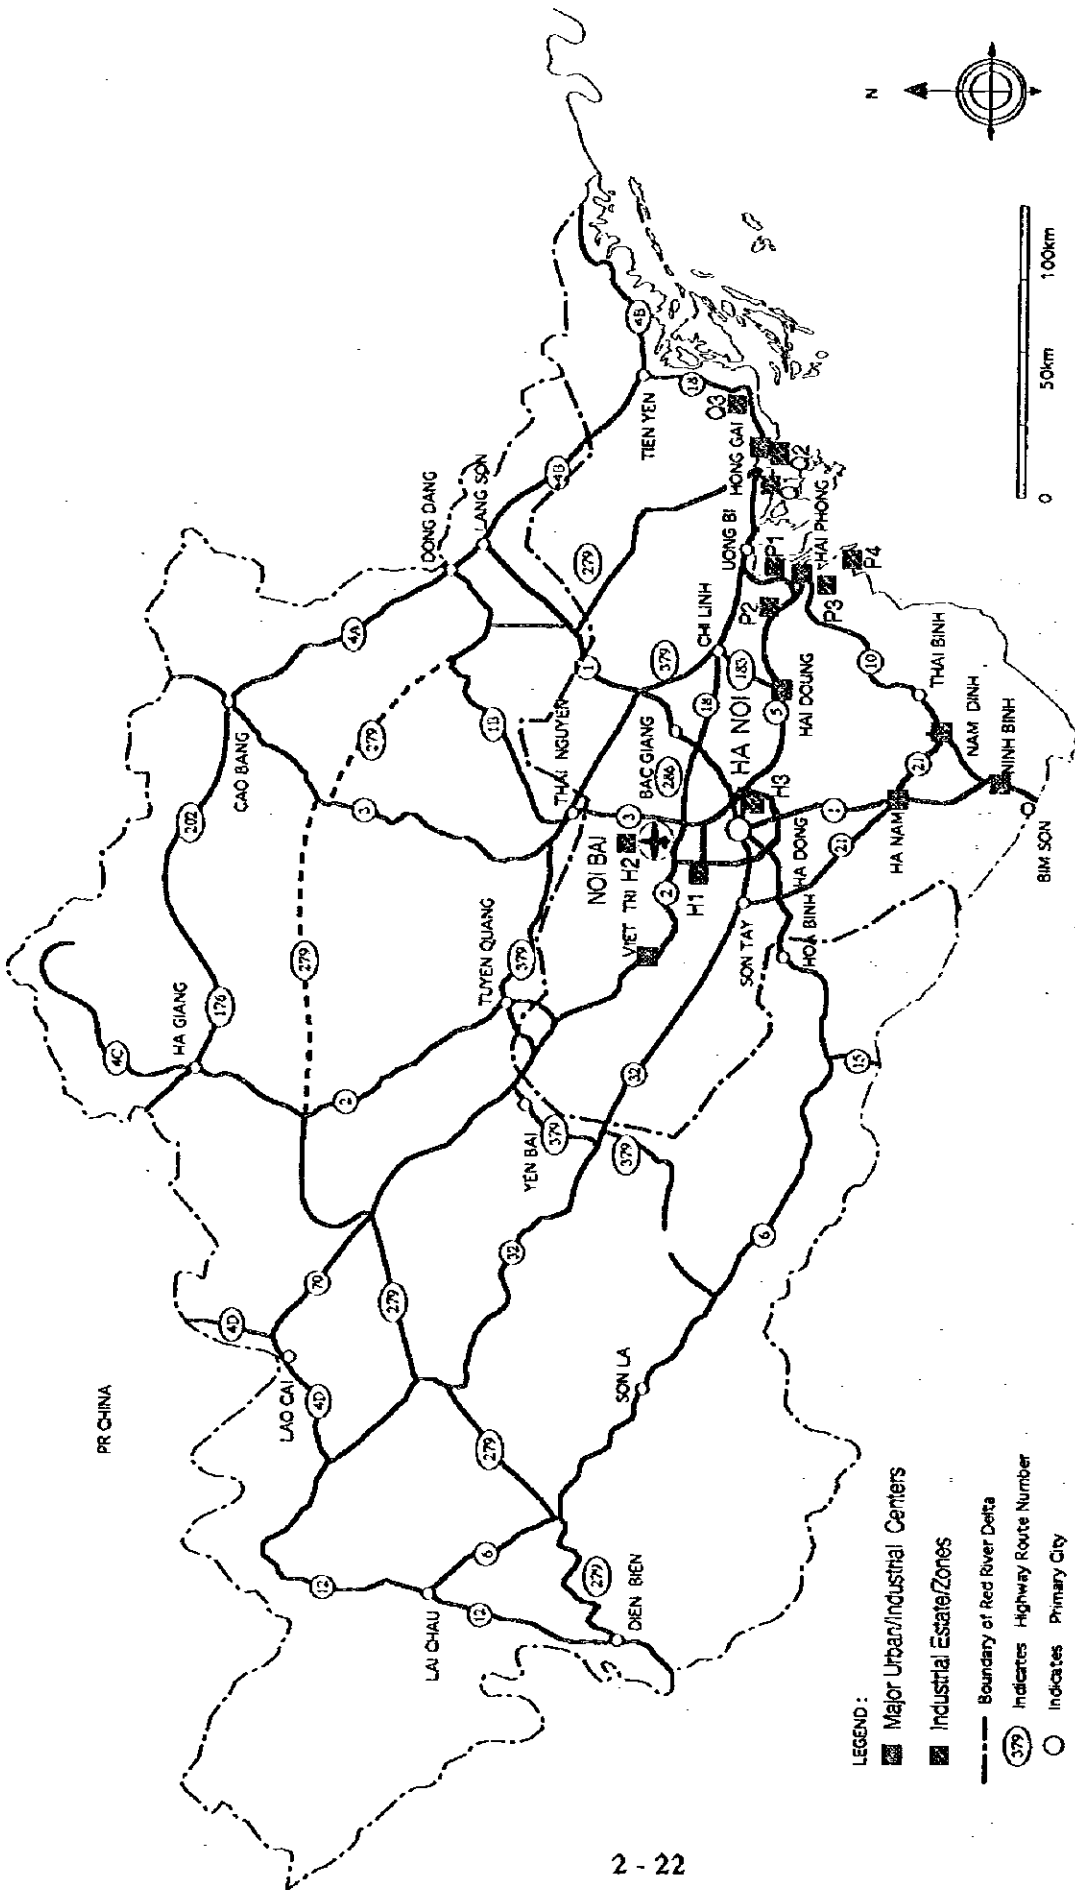 PR CHINA
N
4C
HA GIANG
176
202
CAO BANG
4A
4D
LAO CAI
4D
70
2
279
279
3
DONG DANG
LANG SON
4B
TIEN YEN
4B
12
LAI CHAU
6
12
279
279
279
DIEN BIEN
SON LA
32
6
YEN BAI
379
379
32
TUYEN QUANG
379
THAI NGUYEN
1B
1
279
NOI BAI
VIET TRI
H2
3
2
H1
BAC GIANG
286
18
379
CHI LINH
183
UONG BI
HONG GAI
Q3
18
Q1
Q2
SON TAY
HA NOI
H3
5
HAI DOUNG
P2
P1
HAI PHONG
P3
P4
HA DONG
HOA BINH
15
21
1
HA NAM
21
10
THAI BINH
NAM DINH
NINH BINH
BIM SON
0
50km
100km
LEGEND :
Major Urban/Industrial Centers
Industrial Estate/Zones
Boundary of Red River Delta
379 Indicates Highway Route Number
Indicates Primary City
2 - 22